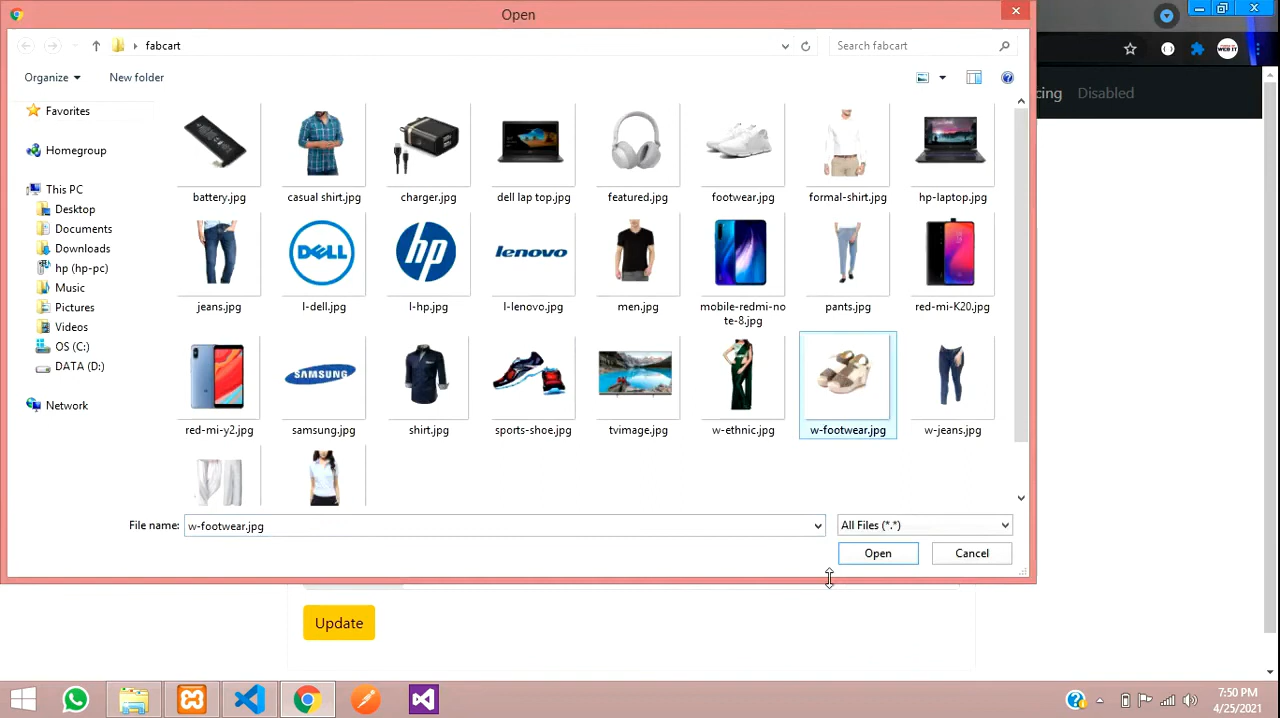 Open
fabcart
Search fabcart
Organize
New folder
cing Disabled
Favorites
Homegroup
This PC
Desktop
Documents
Downloads
hp (hp-pc)
Music
Pictures
Videos
OS (C:)
DATA (D:)
Network
battery.jpg
casual shirt.jpg
charger.jpg
dell lap top.jpg
featured.jpg
footwear.jpg
formal-shirt.jpg
hp-laptop.jpg
DELL
hp
lenovo
jeans.jpg
l-dell.jpg
l-hp.jpg
l-lenovo.jpg
men.jpg
mobile-redmi-no
te-8.jpg
pants.jpg
red-mi-K20.jpg
SAMSUNG
red-mi-y2.jpg
samsung.jpg
shirt.jpg
sports-shoe.jpg
tvimage.jpg
w-ethnic.jpg
w-footwear.jpg
w-jeans.jpg
File name:
w-footwear.jpg
All Files (*.*)
Open
Cancel
Update
7:50 PM
4/25/2021